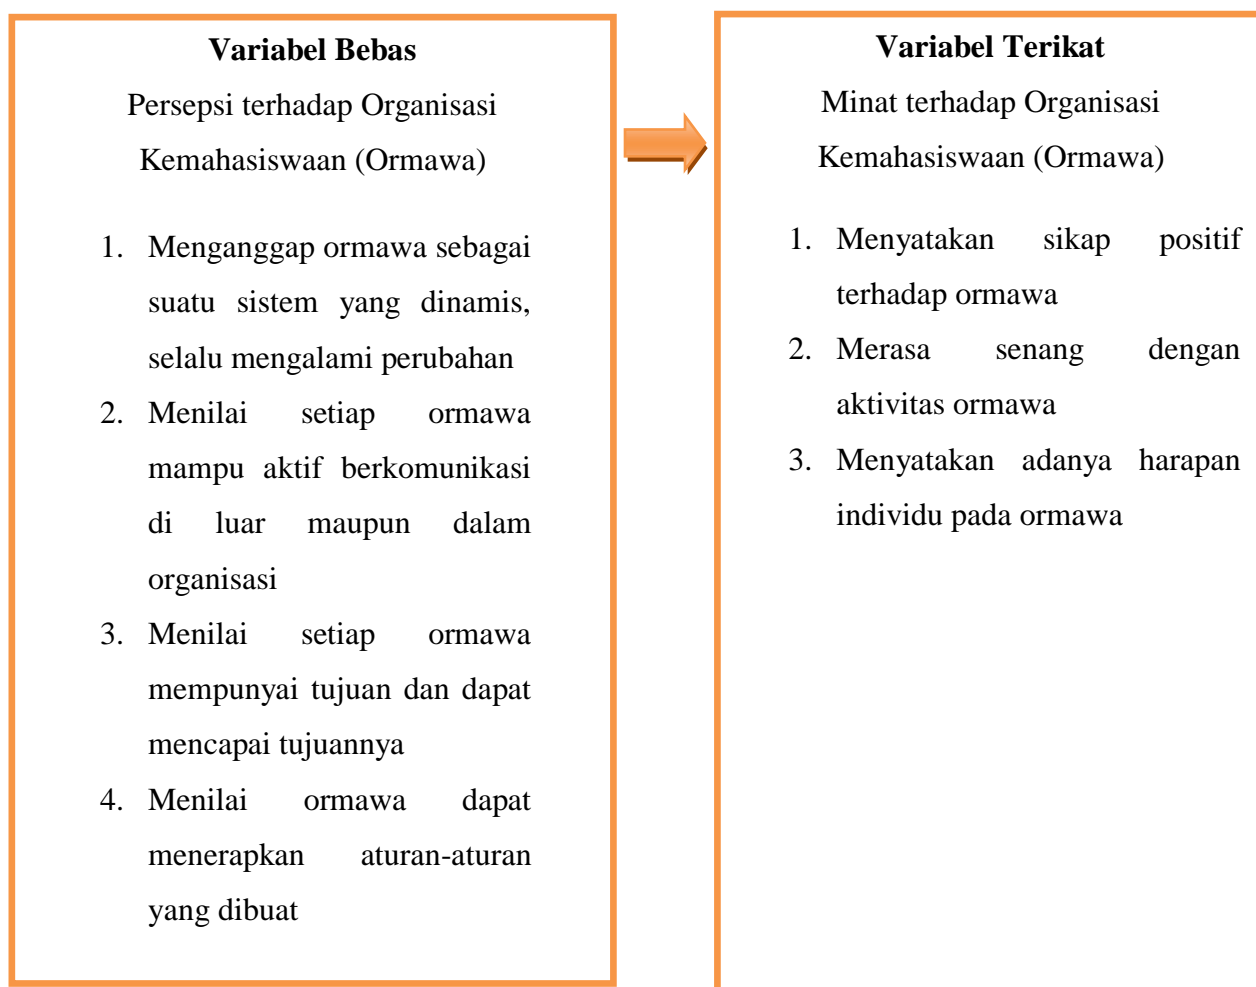 Variabel Bebas
Persepsi terhadap Organisasi
Kemahasiswaan (Ormawa)
1. Menganggap ormawa sebagai
suatu sistem yang dinamis,
selalu mengalami perubahan
2. Menilai setiap ormawa
mampu aktif berkomunikasi
di luar maupun dalam
organisasi
3. Menilai setiap ormawa
mempunyai tujuan dan dapat
mencapai tujuannya
4. Menilai ormawa dapat
menerapkan aturan-aturan
yang dibuat
Variabel Terikat
Minat terhadap Organisasi
Kemahasiswaan (Ormawa)
1. Menyatakan sikap positif
terhadap ormawa
2. Merasa senang dengan
aktivitas ormawa
3. Menyatakan adanya harapan
individu pada ormawa